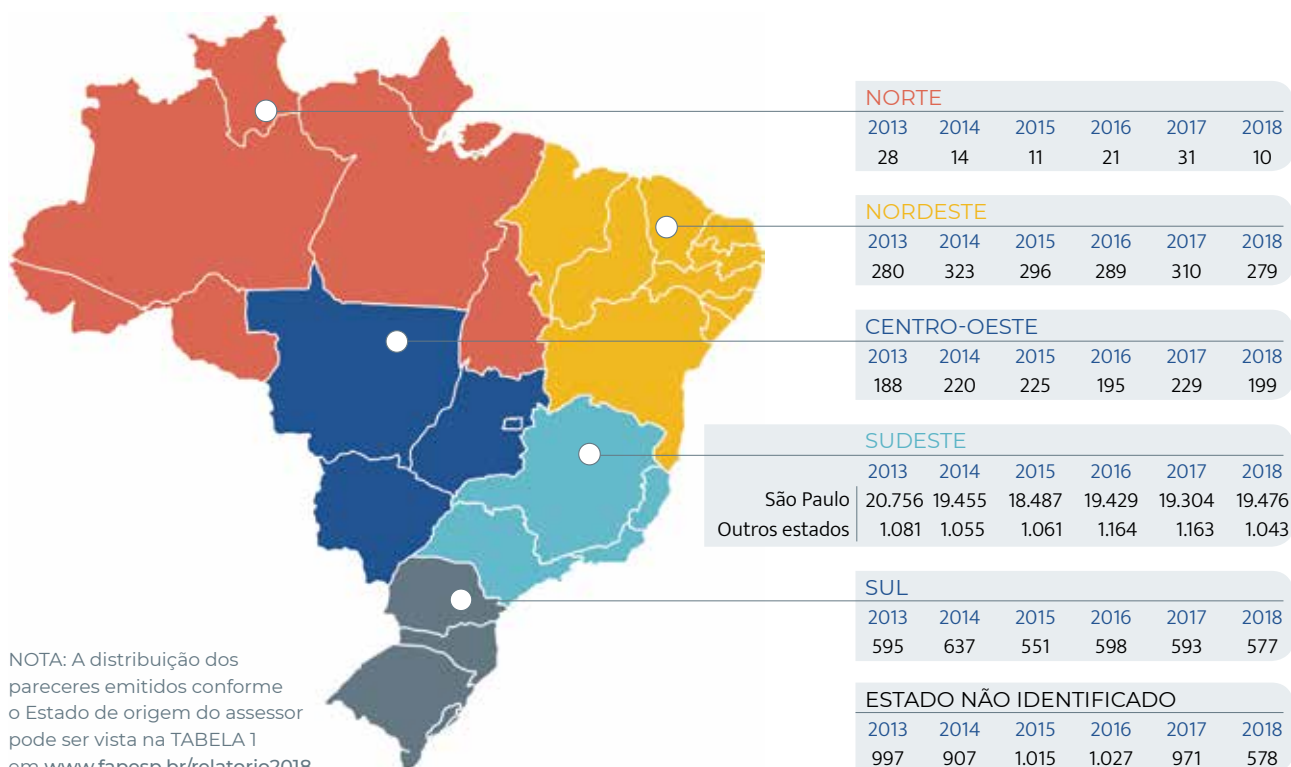 NORTE
2013 2014 2015 2016 2017 2018
28 14 11 21 31 10
NORDESTE
2013 2014 2015 2016 2017 2018
280 323 296 289 310 279
CENTRO-OESTE
2013 2014 2015 2016 2017 2018
188 220 225 195 229 199
SUDESTE
2013 2014 2015 2016 2017 2018
São Paulo 20.756 19.455 18.487 19.429 19.304 19.476
Outros estados 1.081 1.055 1.061 1.164 1.163 1.043
SUL
2013 2014 2015 2016 2017 2018
595 637 551 598 593 577
ESTADO NÃO IDENTIFICADO
2013 2014 2015 2016 2017 2018
997 907 1.015 1.027 971 578
NOTA: A distribuição dos
pareceres emitidos conforme
o Estado de origem do assessor
pode ser vista na TABELA 1
em www.fapesp.br/relatorio2018